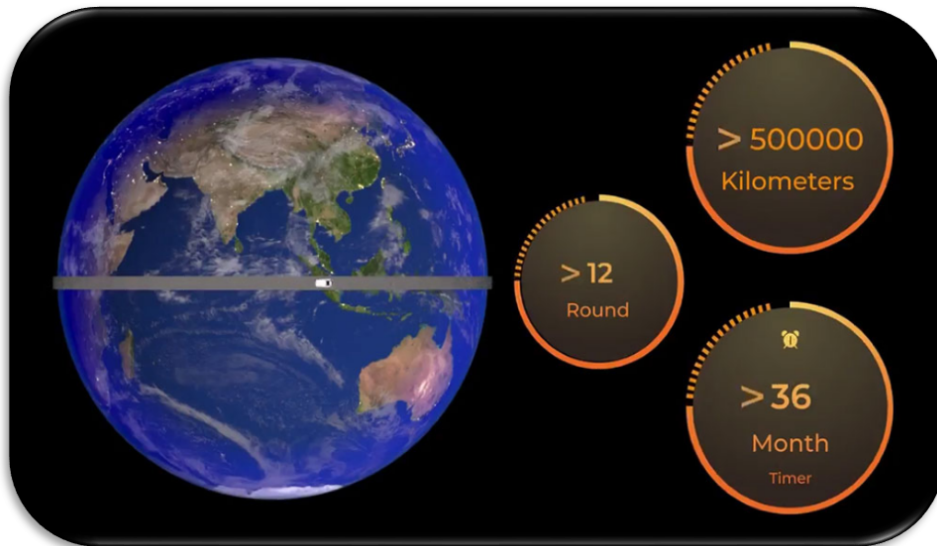 > 500000
Kilometers
> 12
Round
> 36
Month
Timer